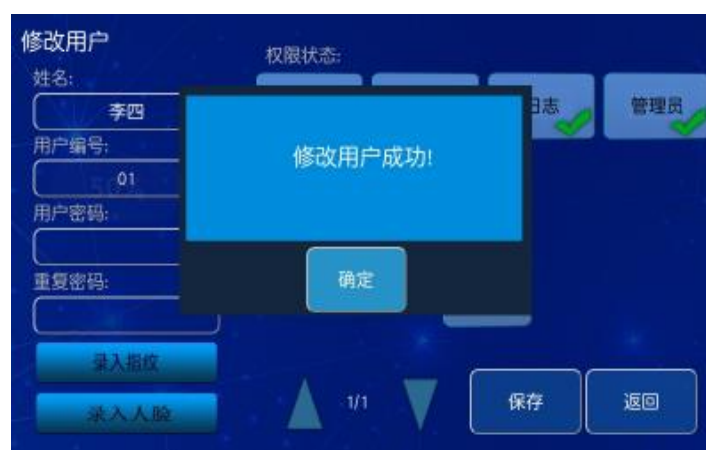 修改用户
权限状态:
姓名:
李四
日志
管理员
用户编号:
01
修改用户成功!
用户密码:
重复密码:
确定
录入指纹
录入人脸
1/1
保存
返回